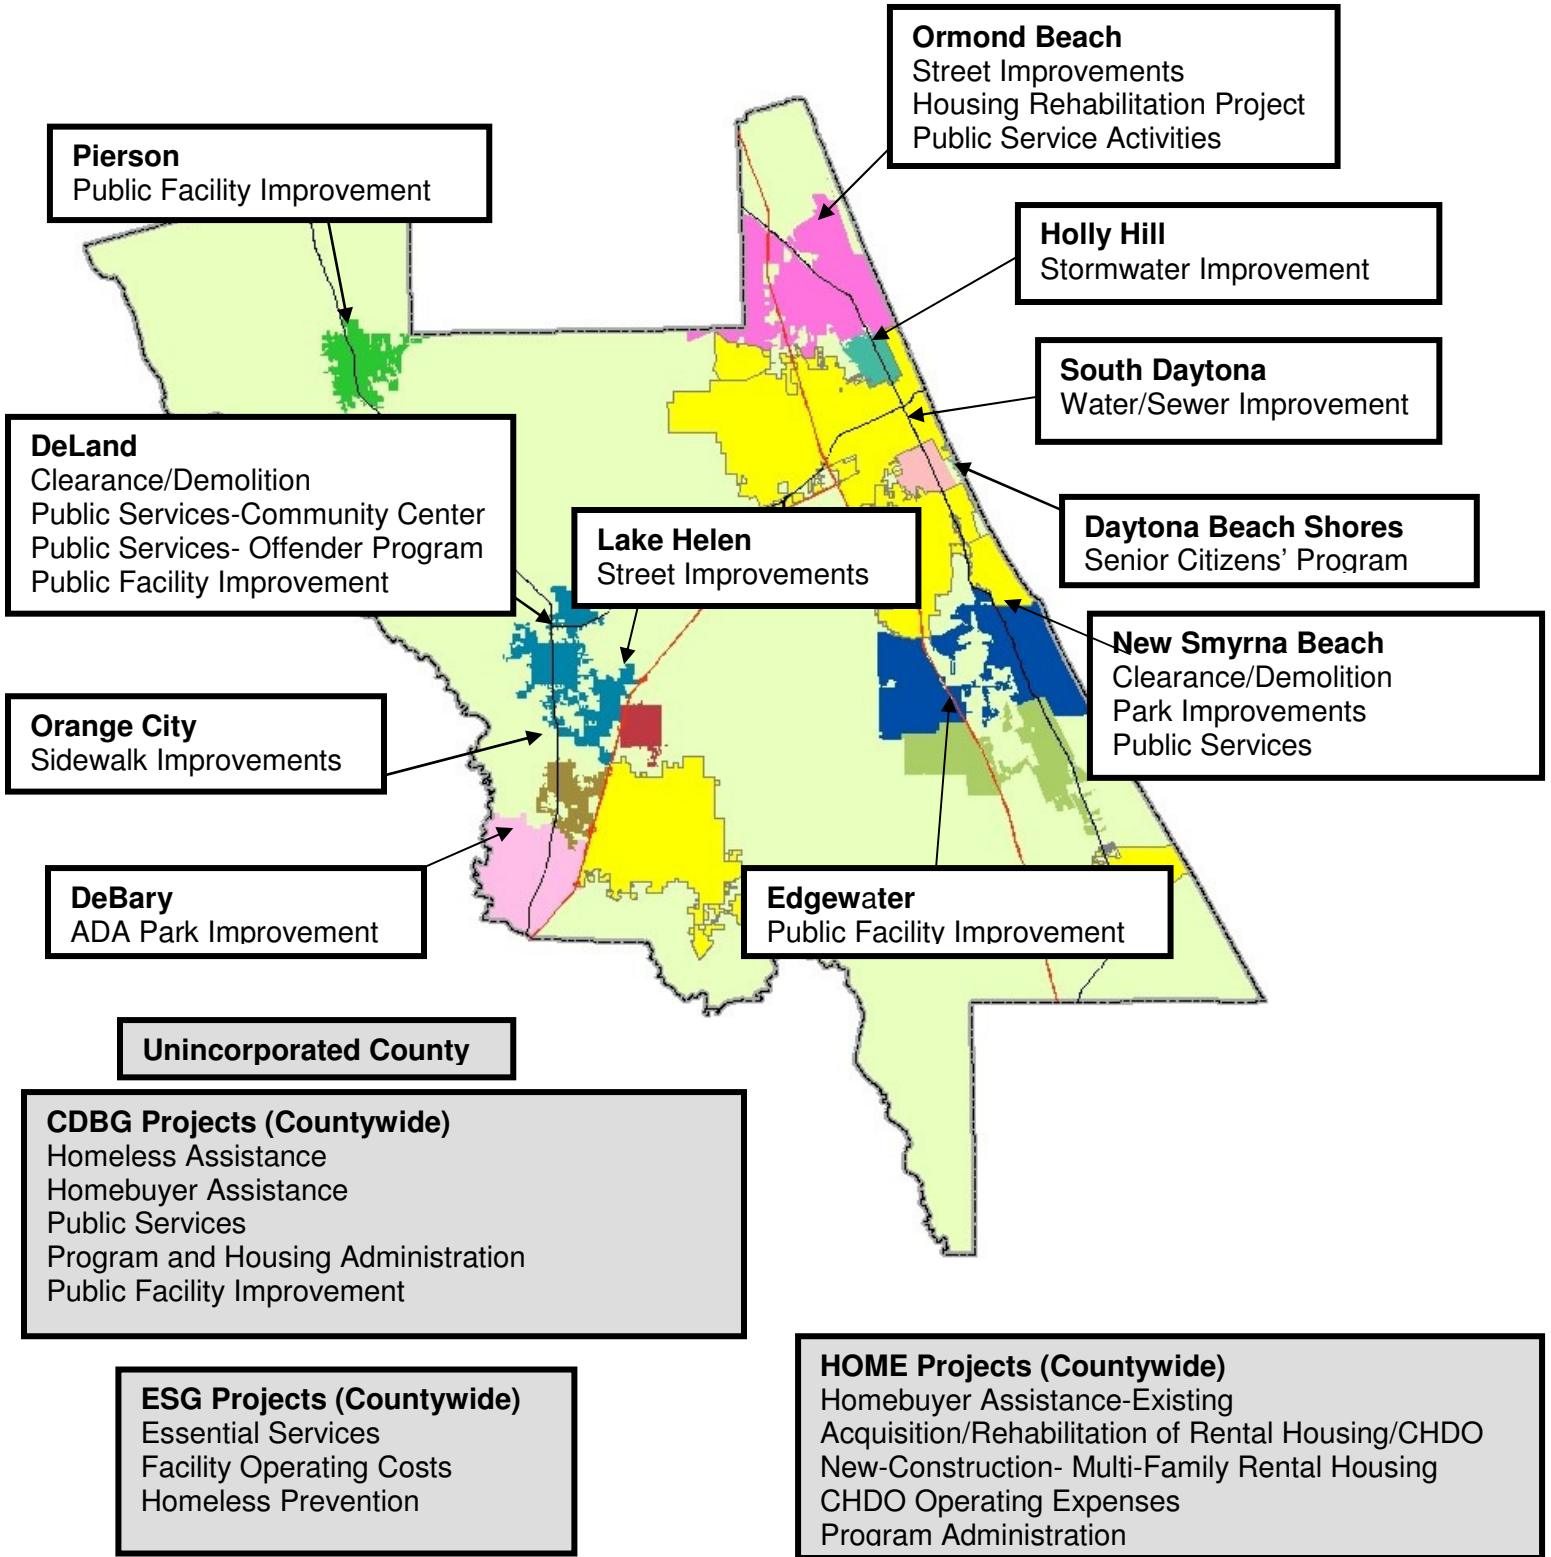 Ormond Beach
Street Improvements
Housing Rehabilitation Project
Public Service Activities
Pierson
Public Facility Improvement
Holly Hill
Stormwater Improvement
South Daytona
Water/Sewer Improvement
DeLand
Clearance/Demolition
Public Services-Community Center
Public Services- Offender Program
Public Facility Improvement
Lake Helen
Street Improvements
Daytona Beach Shores
Senior Citizens' Program
New Smyrna Beach
Clearance/Demolition
Park Improvements
Public Services
Orange City
Sidewalk Improvements
DeBary
ADA Park Improvement
Edgewater
Public Facility Improvement
Unincorporated County
CDBG Projects (Countywide)
Homeless Assistance
Homebuyer Assistance
Public Services
Program and Housing Administration
Public Facility Improvement
ESG Projects (Countywide)
Essential Services
Facility Operating Costs
Homeless Prevention
HOME Projects (Countywide)
Homebuyer Assistance-Existing
Acquisition/Rehabilitation of Rental Housing/CHDO
New-Construction- Multi-Family Rental Housing
CHDO Operating Expenses
Program Administration